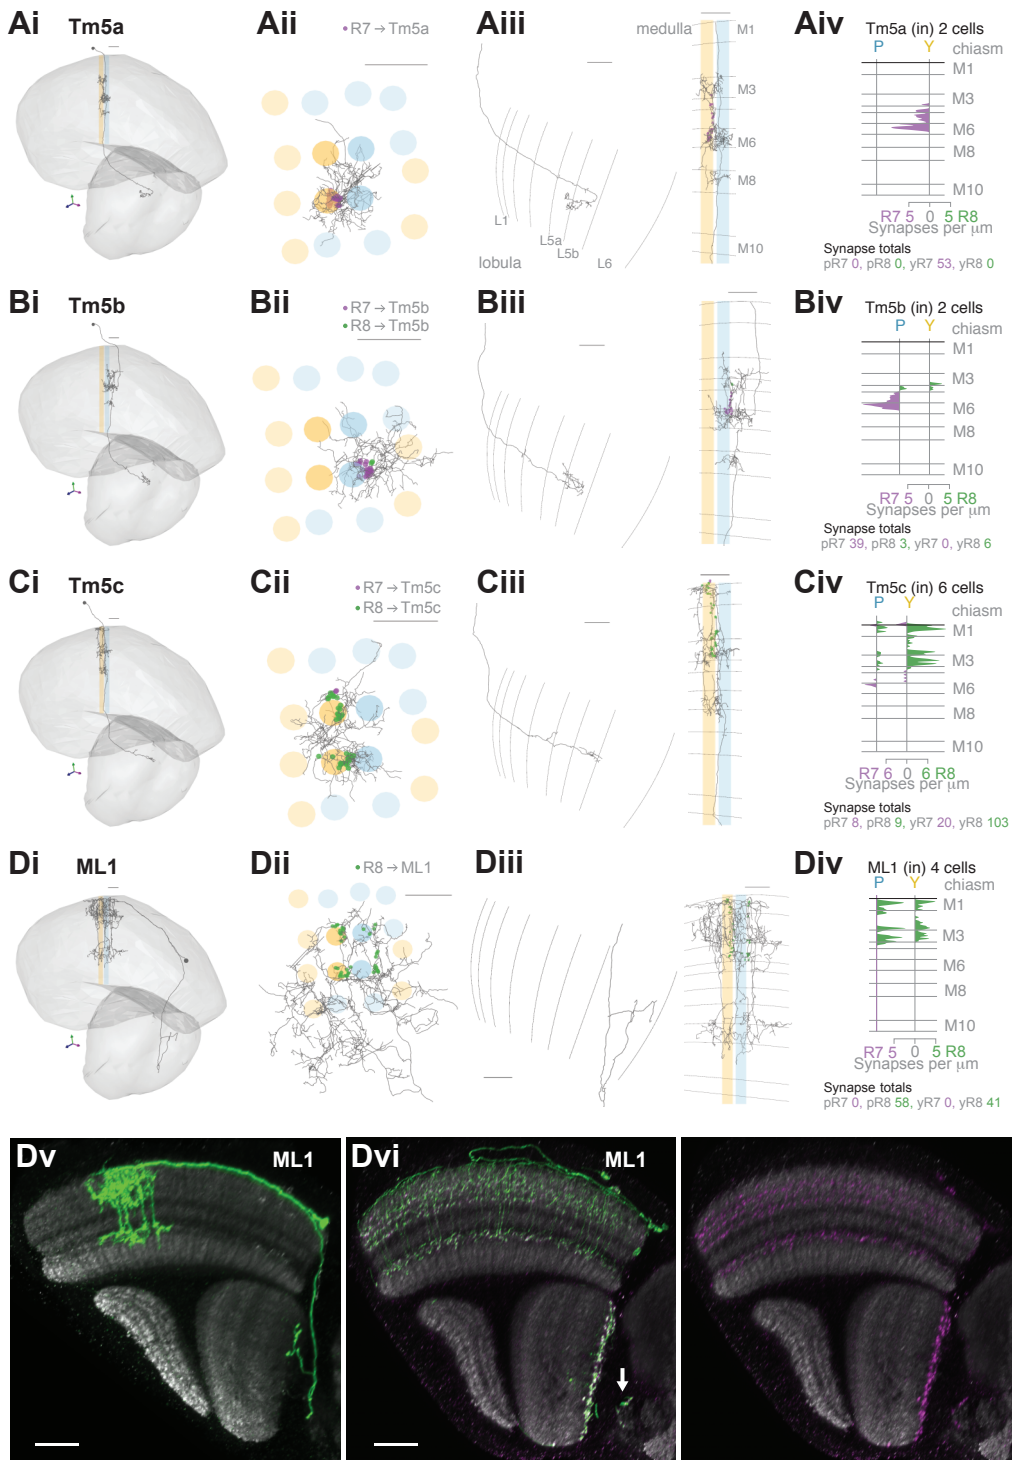 Ai Tm5a
Aii
R7 → Tm5a
Aiii
medulla
M1
M3
M6
M8
M10
L1
L5a
L5b
L6
lobula
Aiv
Tm5a (in) 2 cells
P Y chiasm
M1
M3
M6
M8
M10
R7 5 0 5 R8
Synapses per μm
Synapse totals
pR7 0, pR8 0, yR7 53, yR8 0
Bi Tm5b
Bii
R7 → Tm5b
R8 → Tm5b
Biii
Biv
Tm5b (in) 2 cells
P Y chiasm
M1
M3
M6
M8
M10
R7 5 0 5 R8
Synapses per μm
Synapse totals
pR7 39, pR8 3, yR7 0, yR8 6
Ci Tm5c
Cii
R7 → Tm5c
R8 → Tm5c
Ciii
Civ
Tm5c (in) 6 cells
P Y
chiasm
M1
M3
M6
M8
M10
R7 6 0 6 R8
Synapses per μm
Synapse totals
pR7 8, pR8 9, yR7 20, yR8 103
Di ML1
Dii
R8 → ML1
Diii
Div
ML1 (in) 4 cells
P Y chiasm
M1
M3
M6
M8
M10
R7 5 0 5 R8
Synapses per μm
Synapse totals
pR7 0, pR8 58, yR7 0, yR8 41
Dv ML1
Dvi ML1